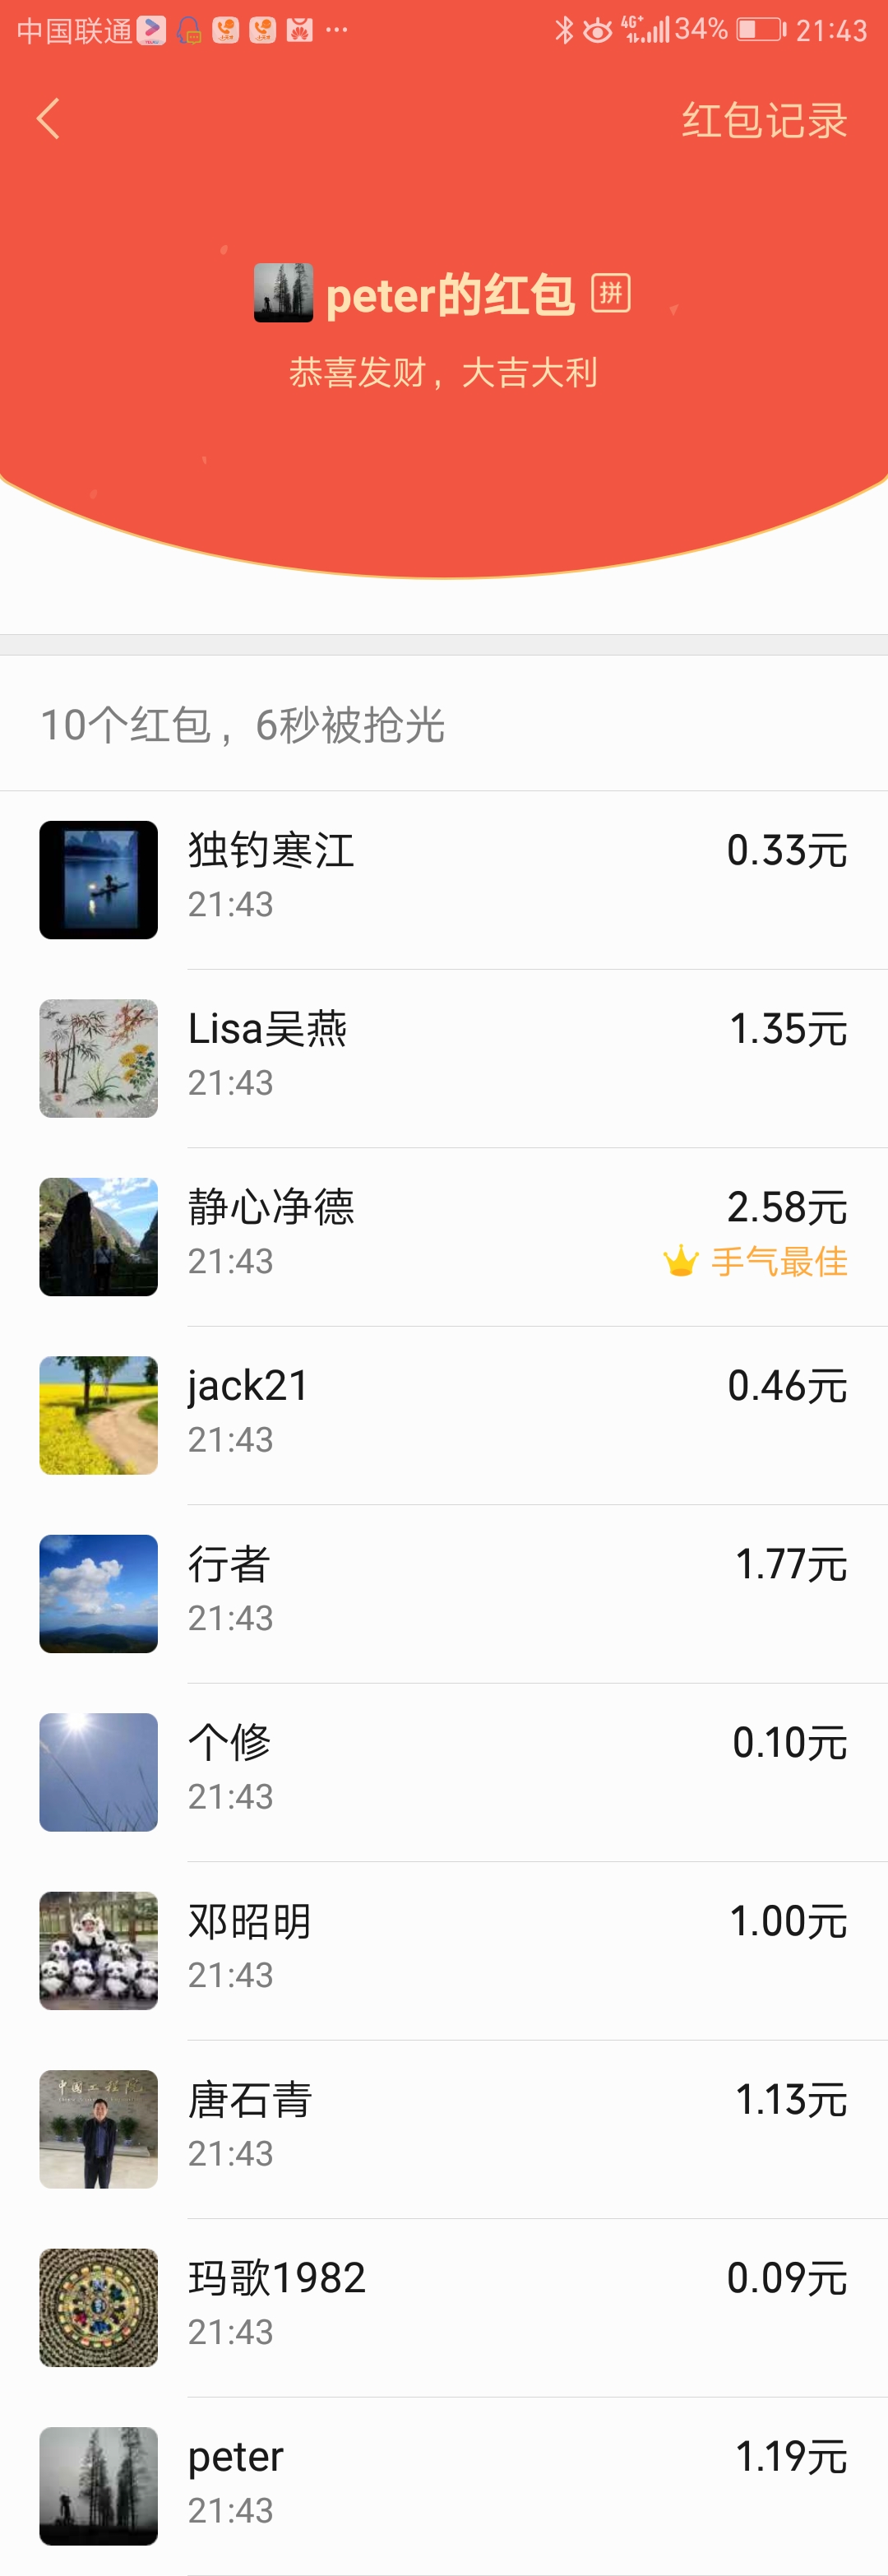 中国联通 4G+ 34% 21:43
红包记录
peter的红包 拼
恭喜发财，大吉大利
10个红包，6秒被抢光
独钓寒江 0.33元
21:43
Lisa吴燕 1.35元
21:43
静心净德 2.58元
21:43 手气最佳
jack21 0.46元
21:43
行者 1.77元
21:43
个修 0.10元
21:43
邓昭明 1.00元
21:43
中国工程院
唐石青 1.13元
21:43
玛歌1982 0.09元
21:43
peter 1.19元
21:43